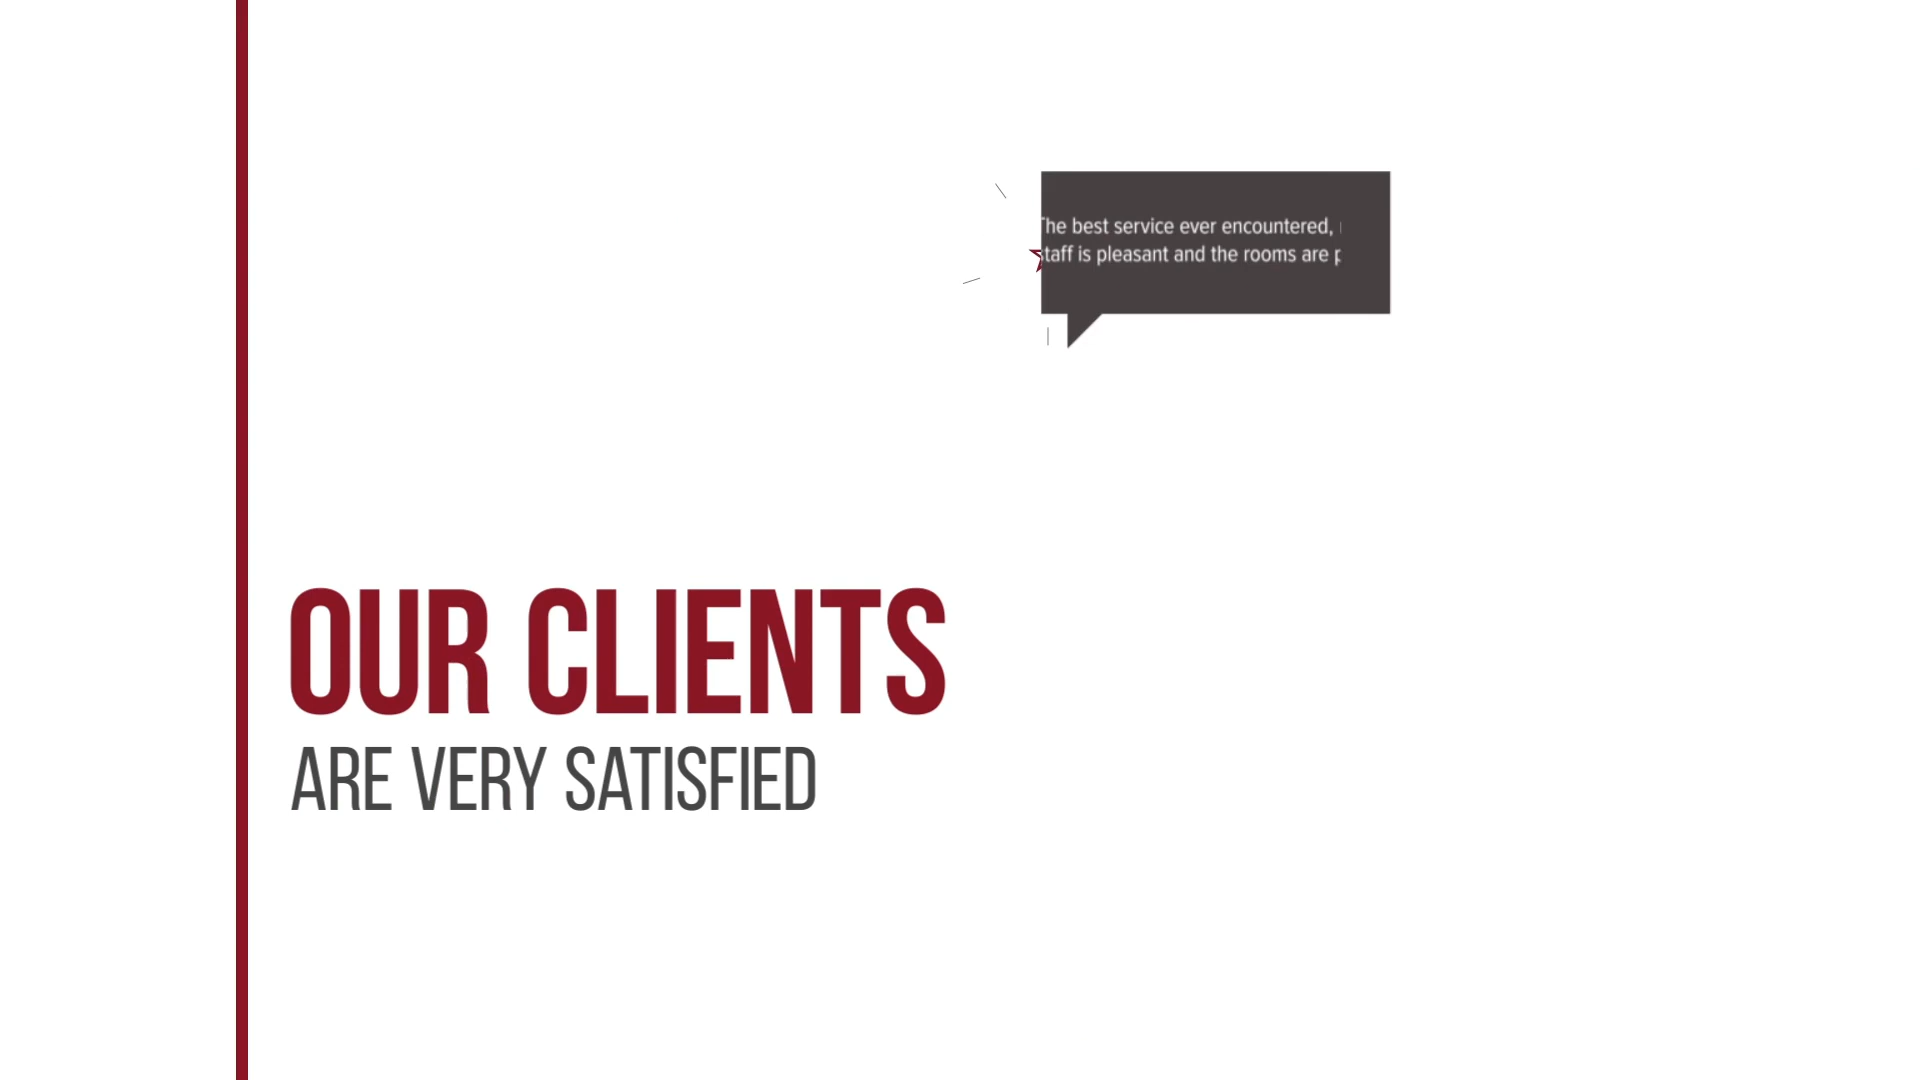 he best service ever encountered,
taff is pleasant and the rooms are
OUR CLIENTS
ARE VERY SATISFIED